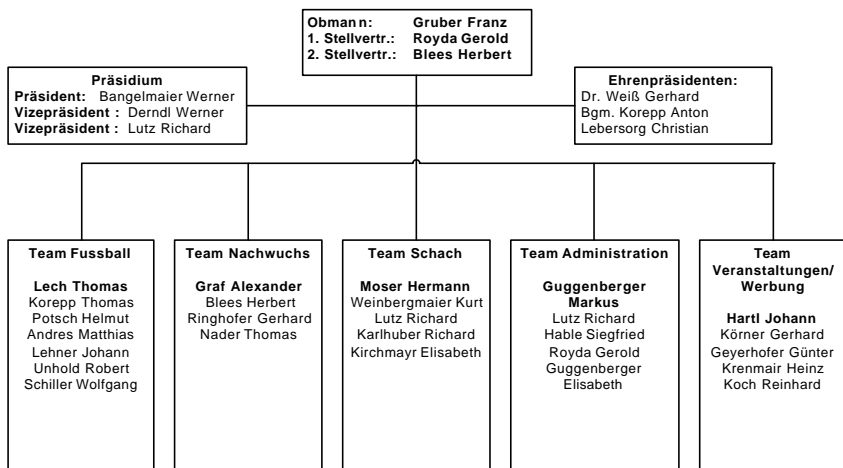 Obmann: Gruber Franz
1. Stellvertr.: Royda Gerold
2. Stellvertr.: Blees Herbert
Präsidium
Präsident: Bangelmaier Werner
Vizepräsident : Derndl Werner
Vizepräsident : Lutz Richard
Ehrenpräsidenten:
Dr. Weiß Gerhard
Bgm. Korepp Anton
Lebersorg Christian
Team Fussball
Lech Thomas
Korepp Thomas
Potsch Helmut
Andres Matthias
Lehner Johann
Unhold Robert
Schiller Wolfgang
Team Nachwuchs
Graf Alexander
Blees Herbert
Ringhofer Gerhard
Nader Thomas
Team Schach
Moser Hermann
Weinbergmaier Kurt
Lutz Richard
Karlhuber Richard
Kirchmayr Elisabeth
Team Administration
Guggenberger
Markus
Lutz Richard
Hable Siegfried
Royda Gerold
Guggenberger
Elisabeth
Team
Veranstaltungen/
Werbung
Hartl Johann
Körner Gerhard
Geyerhofer Günter
Krenmair Heinz
Koch Reinhard